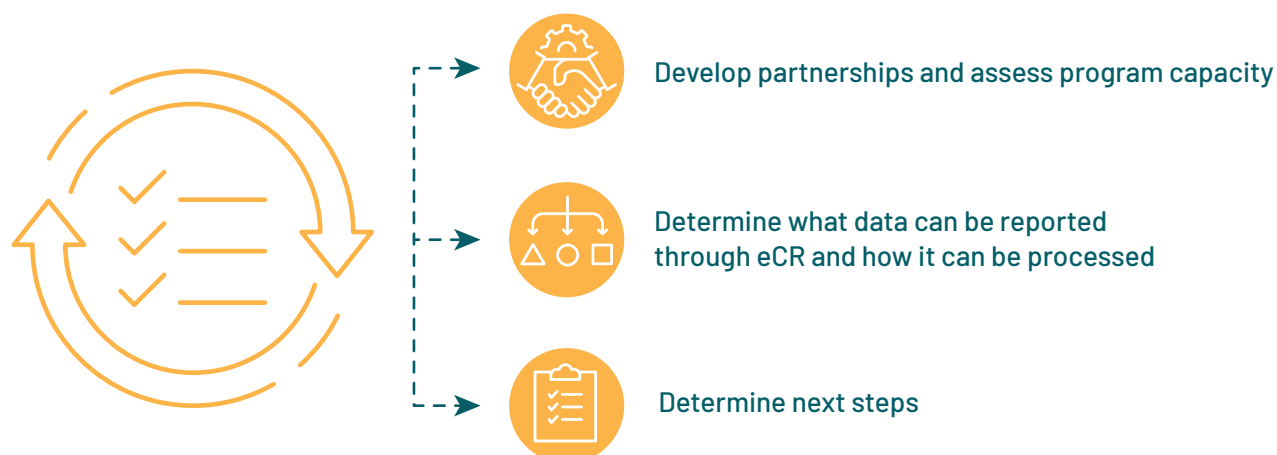 Develop partnerships and assess program capacity
Determine what data can be reported
through eCR and how it can be processed
Determine next steps